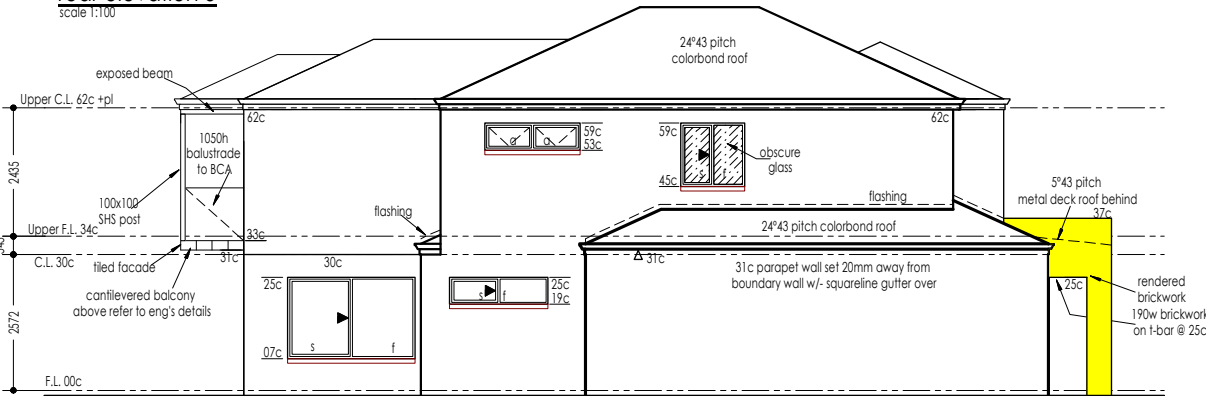 scale 1:100
24°43 pitch
colorbond roof
exposed beam
Upper C.L. 62c +pl
62c
62c
1050h
balustrade
to BCA
59c
53c
a
a
59c
45c
s
f
obscure
glass
2435
100x100
SHS post
flashing
flashing
5°43 pitch
metal deck roof behind
37c
Upper F.L. 34c
33c
24°43 pitch colorbond roof
31c
C.L. 30c
tiled facade
30c
31c
31c parapet wall set 20mm away from
boundary wall w/- squareline gutter over
cantilevered balcony
above refer to eng's details
25c
s
f
25c
19c
25c
rendered
brickwork
190w brickwork
on t-bar @ 25c
2572
07c
s
f
F.L. 00c